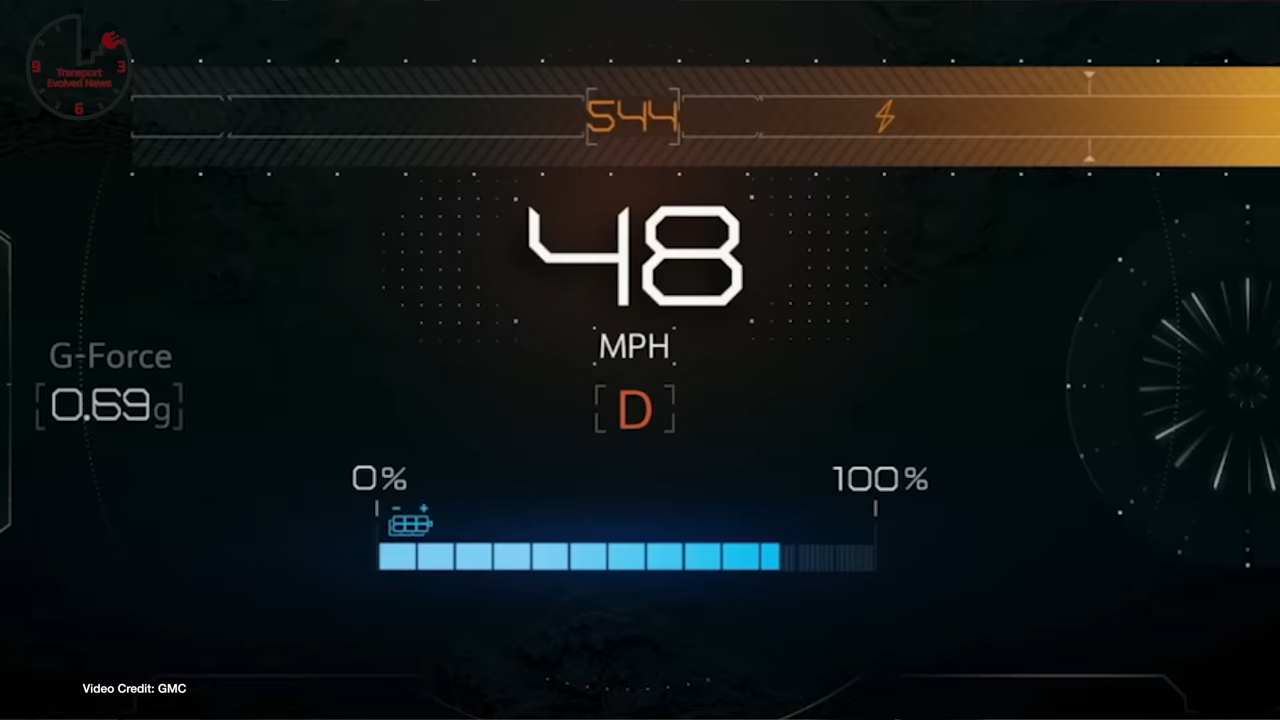 9
3
Transport
Evolved News
6
544
48
MPH
G-Force
0.69g
D
0%
100%
- +
Video Credit: GMC